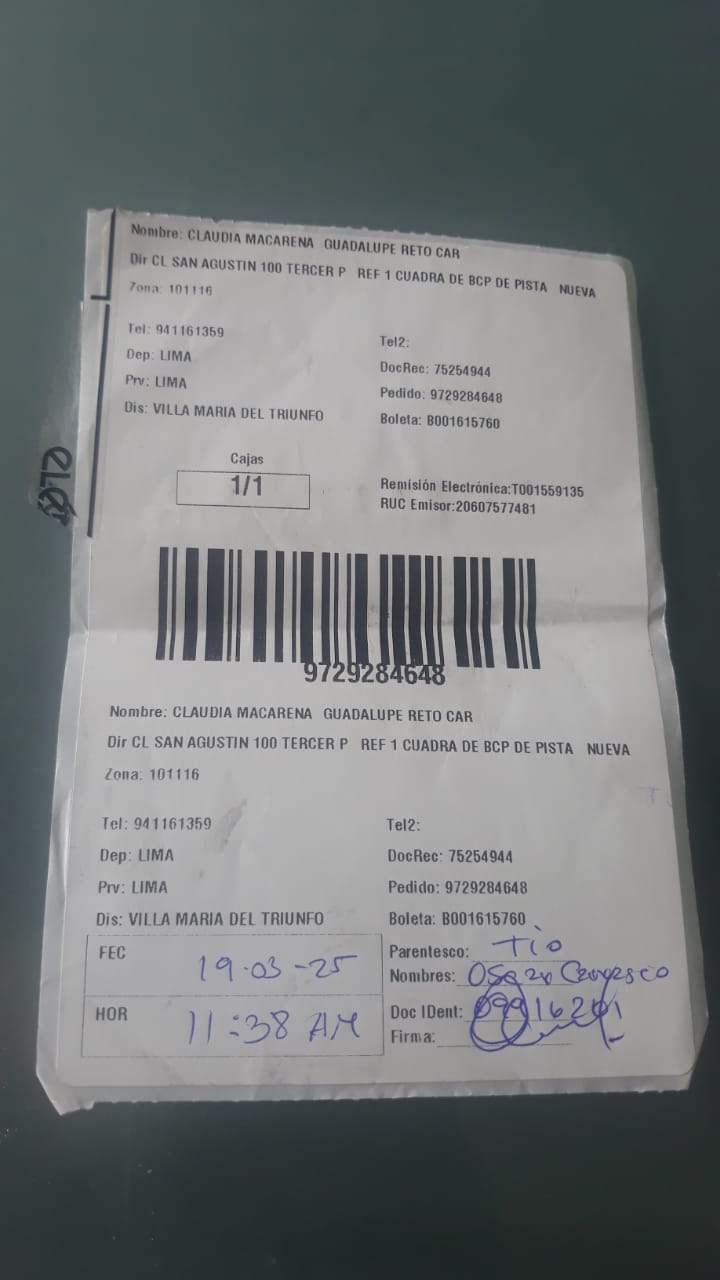 Nombre: CLAUDIA MACARENA GUADALUPE RETO CAR
Dir CL SAN AGUSTIN 100 TERCER P REF 1 CUADRA DE BCP DE PISTA NUEVA
Zona: 101116
Tel: 941161359
Tel2:
Dep: LIMA
DocRec: 75254944
Prv: LIMA
Pedido: 9729284648
Dis: VILLA MARIA DEL TRIUNFO
Boleta: B001615760
Cajas
1/1
Remisión Electrónica:T001559135
RUC Emisor:20607577481
9729284648
Nombre: CLAUDIA MACARENA GUADALUPE RETO CAR
Dir CL SAN AGUSTIN 100 TERCER P REF 1 CUADRA DE BCP DE PISTA NUEVA
Zona: 101116
Tel: 941161359
Tel2:
Dep: LIMA
DocRec: 75254944
Prv: LIMA
Pedido: 9729284648
Dis: VILLA MARIA DEL TRIUNFO
Boleta: B001615760
FEC 19-03-25
Parentesco: Tio
Nombres: Carrasco
HOR 11:38 AM
Doc IDent:
Firma: